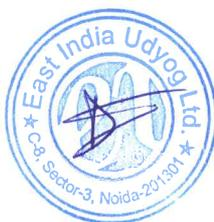 ★ East India Udyog Ltd. ★
C-8, Sector-3, Noida-201301